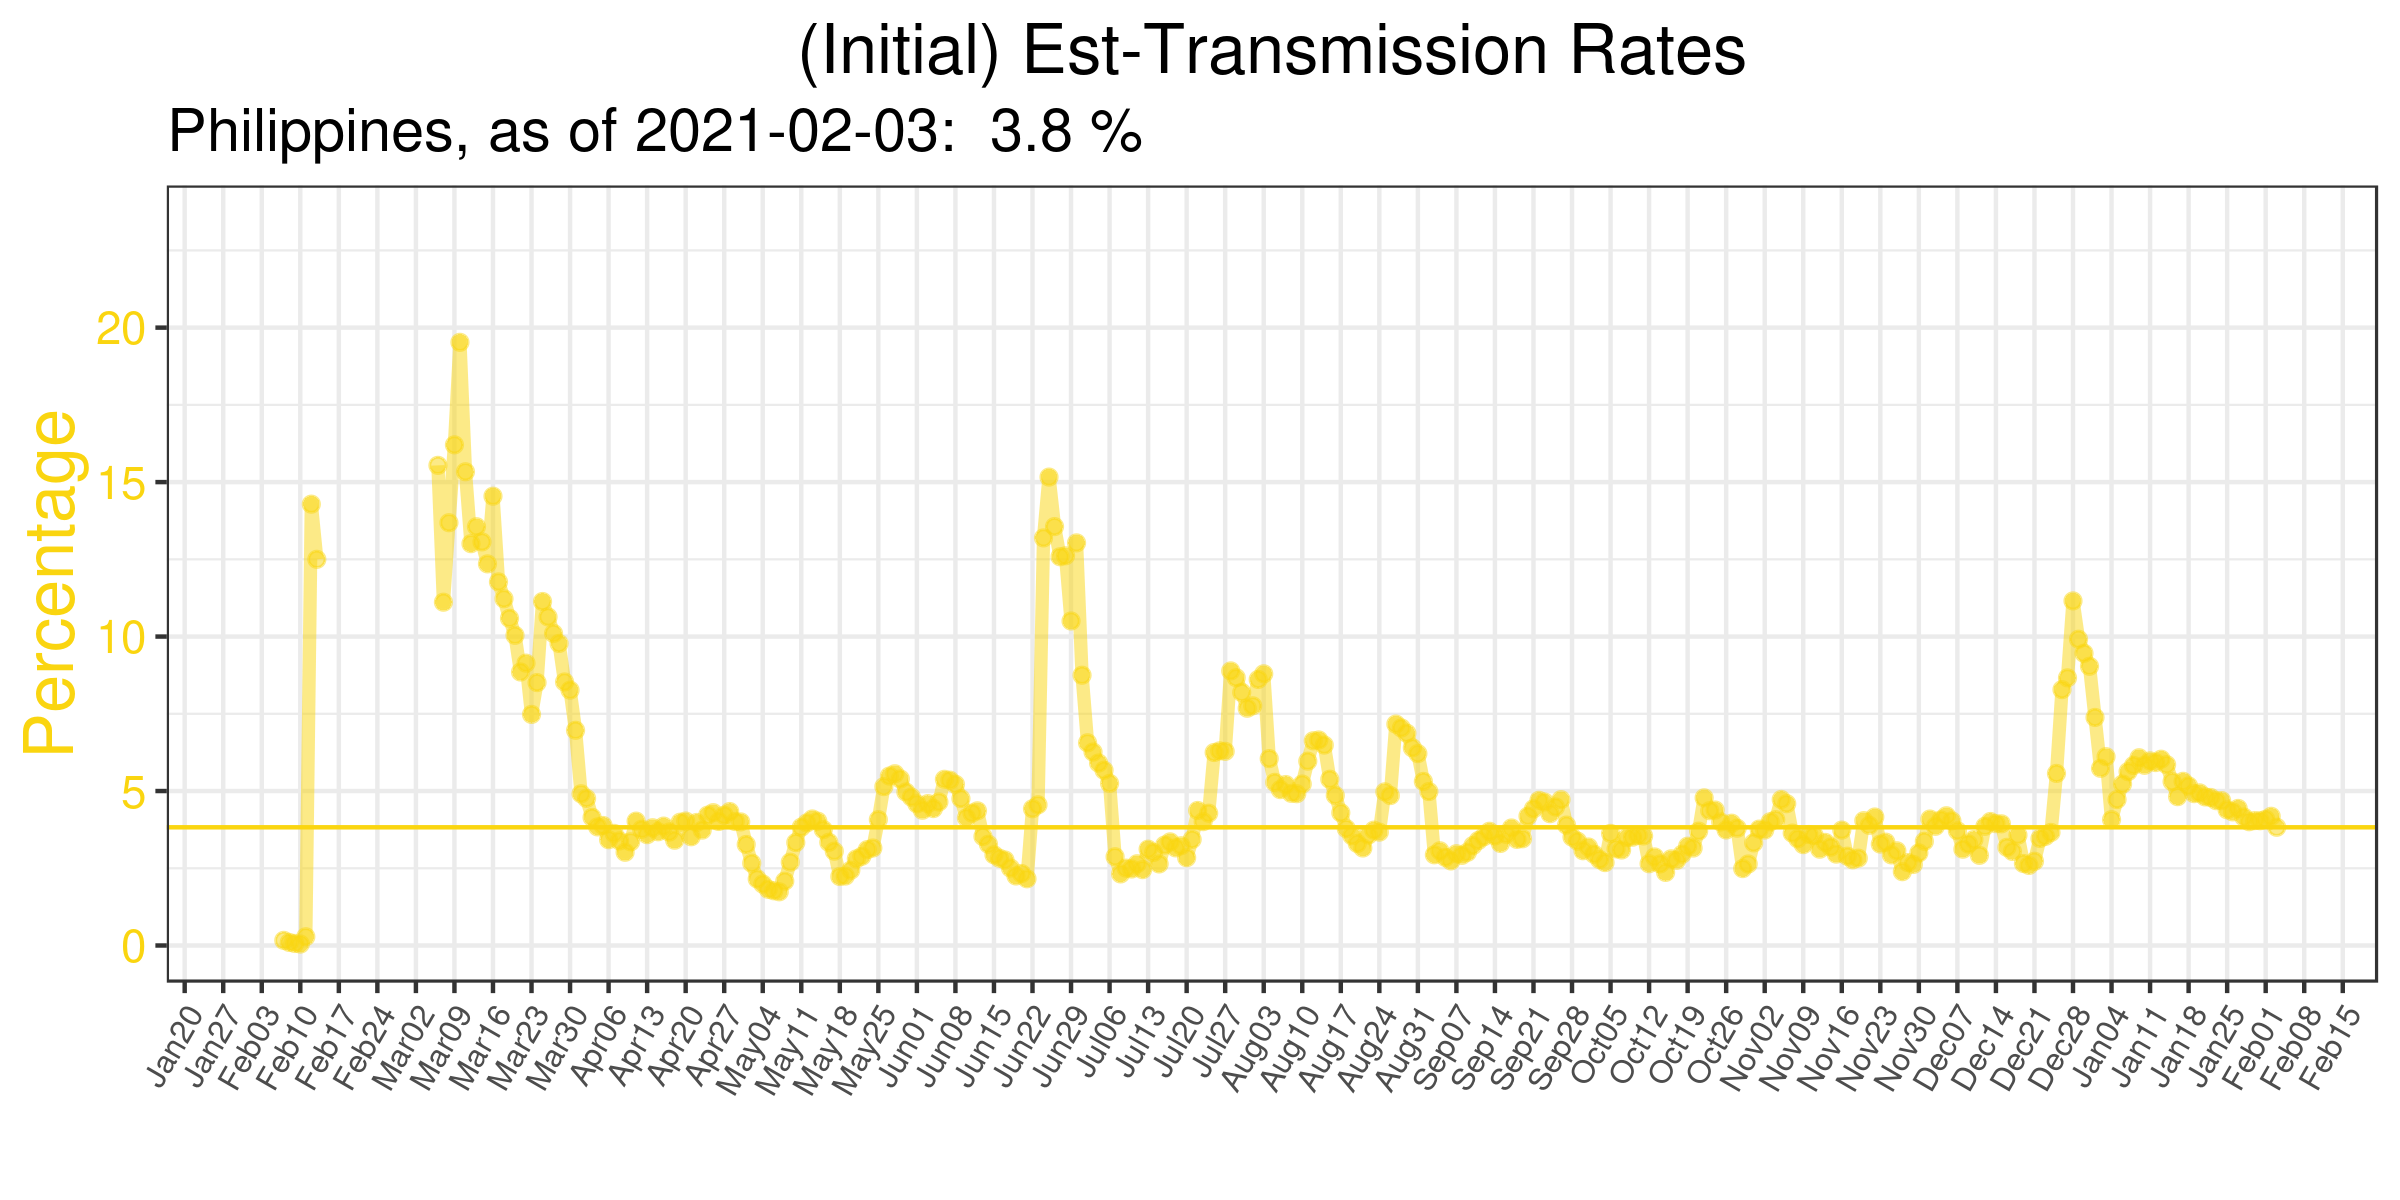 (Initial) Est-Transmission Rates
Philippines, as of 2021-02-03:  3.8 %
Percentage
20
15
10
5
0
Jan20
Jan27
Feb03
Feb10
Feb17
Feb24
Mar02
Mar09
Mar16
Mar23
Mar30
Apr06
Apr13
Apr20
Apr27
May04
May11
May18
May25
Jun01
Jun08
Jun15
Jun22
Jun29
Jul06
Jul13
Jul20
Jul27
Aug03
Aug10
Aug17
Aug24
Aug31
Sep07
Sep14
Sep21
Sep28
Oct05
Oct12
Oct19
Oct26
Nov02
Nov09
Nov16
Nov23
Nov30
Dec07
Dec14
Dec21
Dec28
Jan04
Jan11
Jan18
Jan25
Feb01
Feb08
Feb15